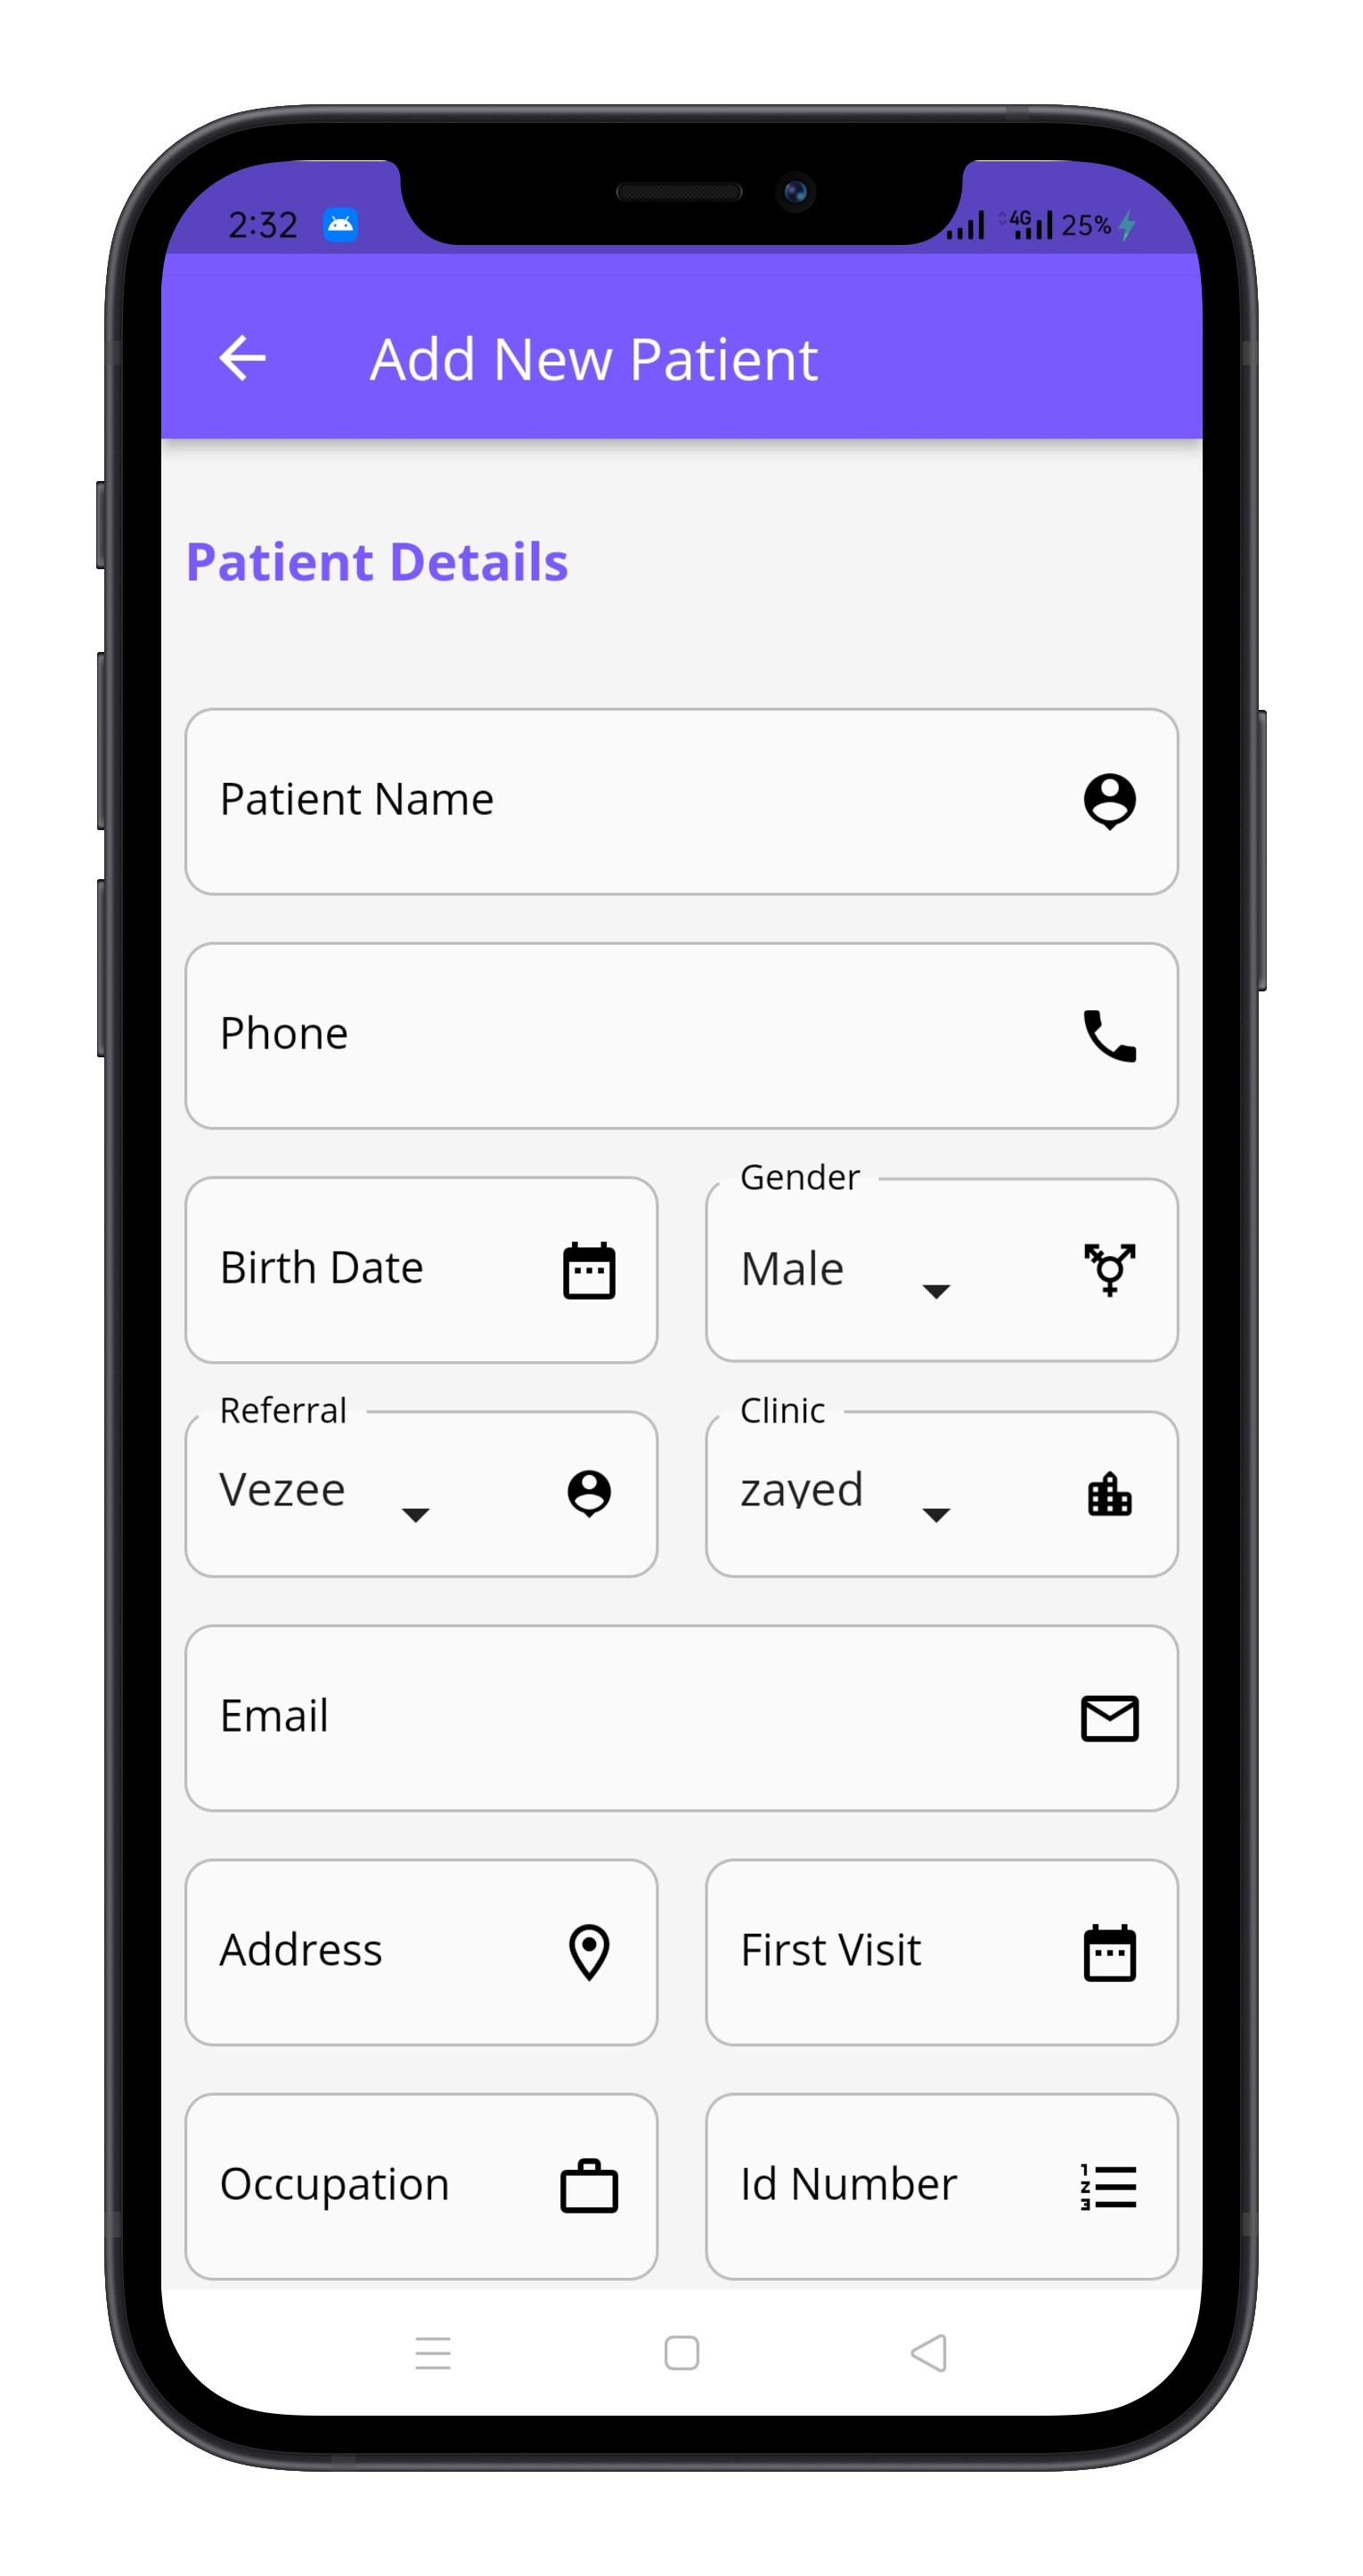 2:32 4G 25%
Add New Patient
Patient Details
Patient Name
Phone
Birth Date
Gender
Male
Referral
Vezee
Clinic
zayed
Email
Address
First Visit
Occupation
Id Number